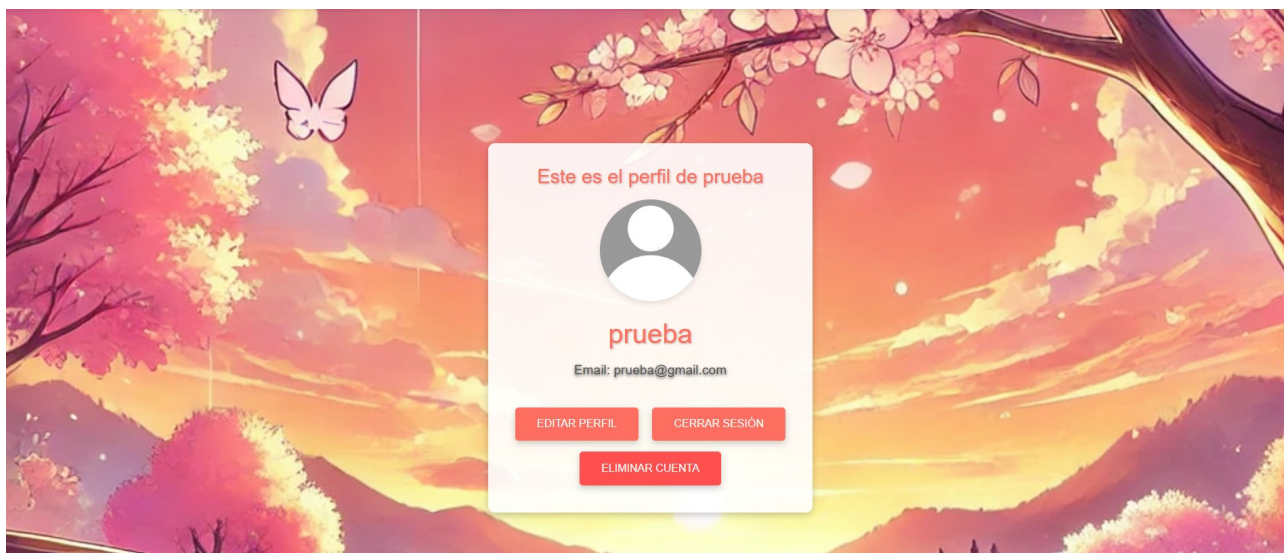 Este es el perfil de prueba
prueba
Email: prueba@gmail.com
EDITAR PERFIL
CERRAR SESIÓN
ELIMINAR CUENTA